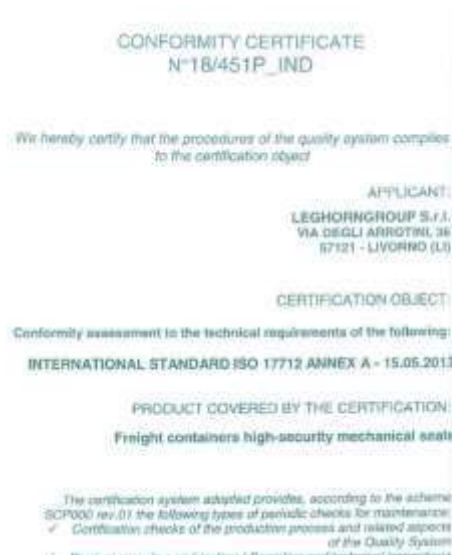 CONFORMITY CERTIFICATE
N°18/451P_IND
We hereby certify that the procedures of the quality system complies
to the certification object
APPLICANT:
LEGHORNGROUP S.r.l.
VIA DEGLI ARROTINI, 36
57121 - LIVORNO (LI)
CERTIFICATION OBJECT:
Conformity assessment to the technical requirements of the following:
INTERNATIONAL STANDARD ISO 17712 ANNEX A - 15.05.2013
PRODUCT COVERED BY THE CERTIFICATION:
Freight containers high-security mechanical seals
The certification system adopted provides, according to the scheme
SCP000 rev.01 the following types of periodic checks for maintenance:
✓ Certification checks of the production process and related aspects
of the Quality System